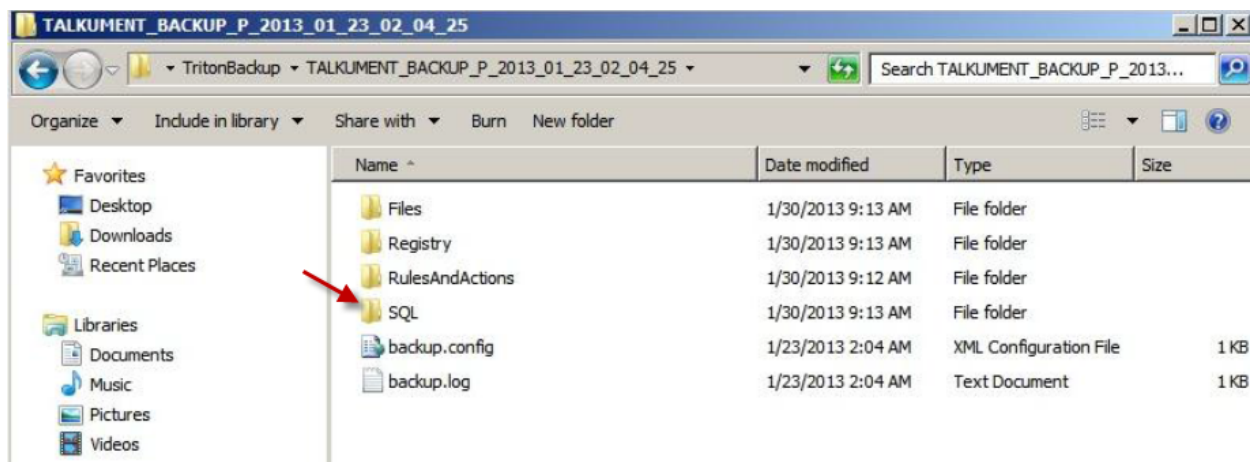 TALKUMENT_BACKUP_P_2013_01_23_02_04_25
TritonBackup TALKUMENT_BACKUP_P_2013_01_23_02_04_25 Search TALKUMENT_BACKUP_P_2013...
Organize Include in library Share with Burn New folder
Favorites
Desktop
Downloads
Recent Places
Libraries
Documents
Music
Pictures
Videos
Name Date modified Type Size
Files 1/30/2013 9:13 AM File folder
Registry 1/30/2013 9:13 AM File folder
RulesAndActions 1/30/2013 9:12 AM File folder
SQL 1/30/2013 9:13 AM File folder
backup.config 1/23/2013 2:04 AM XML Configuration File 1 KB
backup.log 1/23/2013 2:04 AM Text Document 1 KB